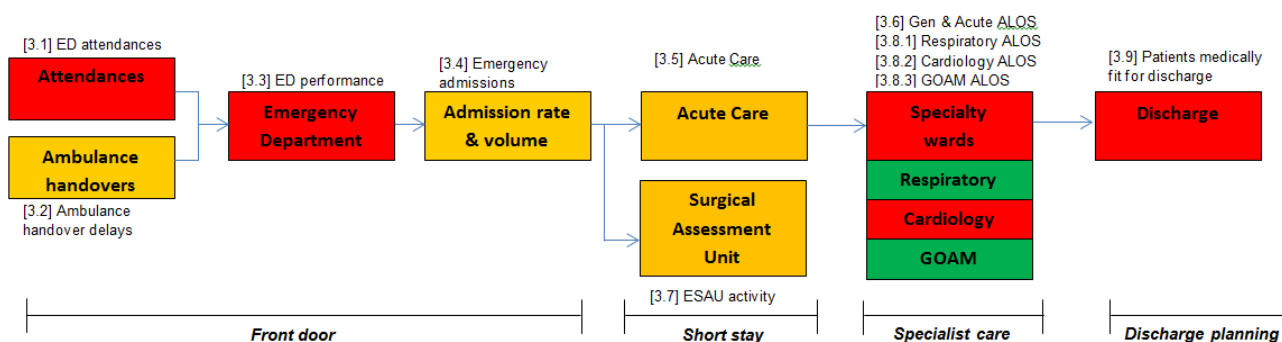 [3.1] ED attendances
Attendances
Ambulance
handovers
[3.2] Ambulance
handover delays
[3.3] ED performance
Emergency
Department
[3.4] Emergency
admissions
Admission rate
& volume
[3.5] Acute Care
Acute Care
Surgical
Assessment
Unit
[3.7] ESAU activity
[3.6] Gen & Acute ALOS
[3.8.1] Respiratory ALOS
[3.8.2] Cardiology ALOS
[3.8.3] GOAM ALOS
Specialty
wards
Respiratory
Cardiology
GOAM
[3.9] Patients medically
fit for discharge
Discharge
Front door
Short stay
Specialist care
Discharge planning